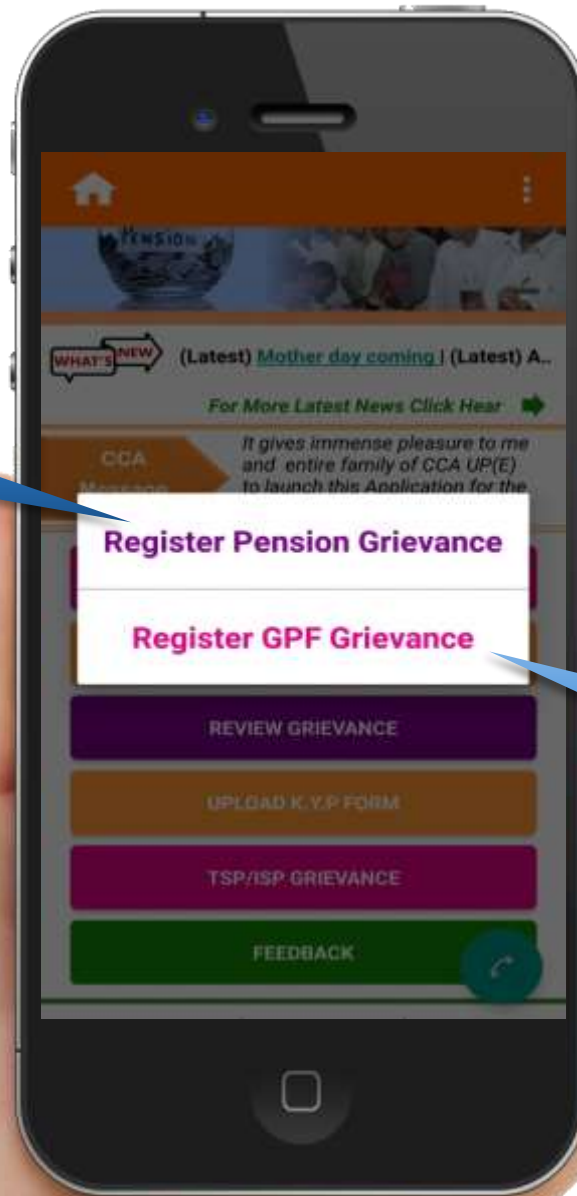 PENSION
WHAT'S NEW (Latest) Mother day coming | (Latest) A..
For More Latest News Click Hear
CCA
Message
It gives immense pleasure to me
and entire family of CCA UP(E)
to launch this Application for the
Register Pension Grievance
Register GPF Grievance
REVIEW GRIEVANCE
UPLOAD K.Y.P FORM
TSP/ISP GRIEVANCE
FEEDBACK